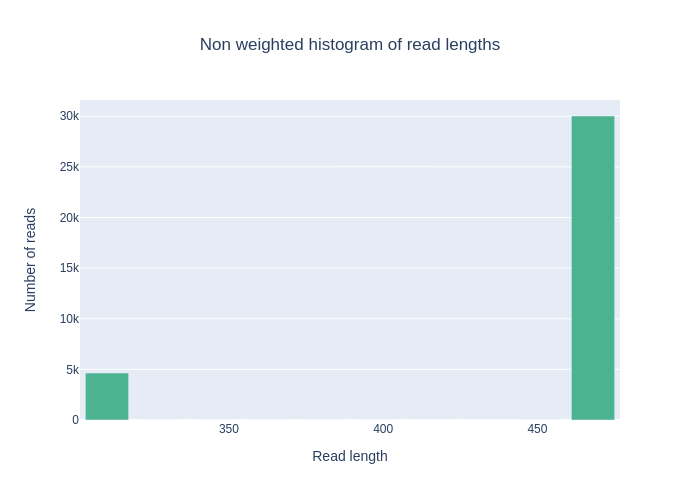 Non weighted histogram of read lengths
30k
25k
20k
15k
10k
5k
0
Number of reads
350
400
450
Read length